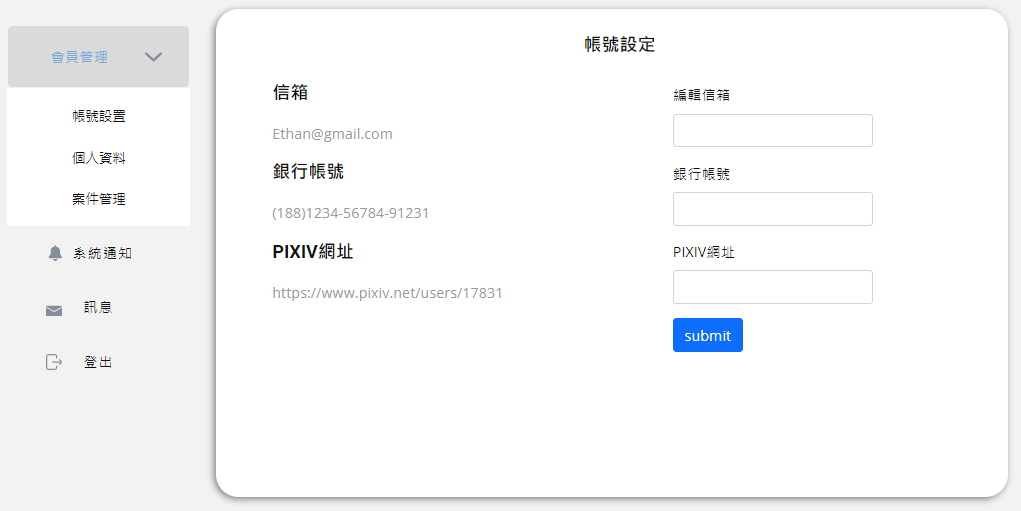 會員管理
帳號設置
個人資料
案件管理
系統通知
訊息
登出
帳號設定
信箱
Ethan@gmail.com
銀行帳號
(188)1234-56784-91231
PIXIV網址
https://www.pixiv.net/users/17831
編輯信箱
銀行帳號
PIXIV網址
submit